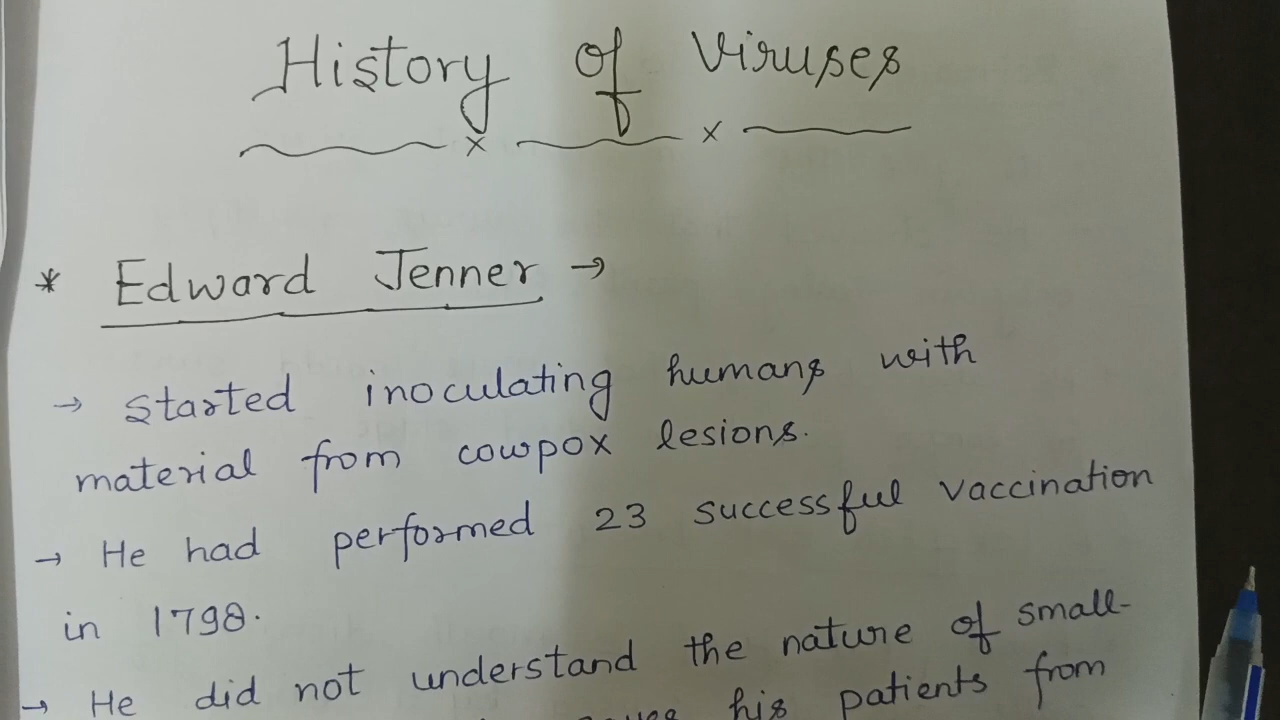 History of Viruses
* Edward Jenner →
→ started inoculating humans with
material from cowpox lesions.
→ He had performed 23 successful vaccination
in 1798.
→ He did not understand the nature of small-
his patients from